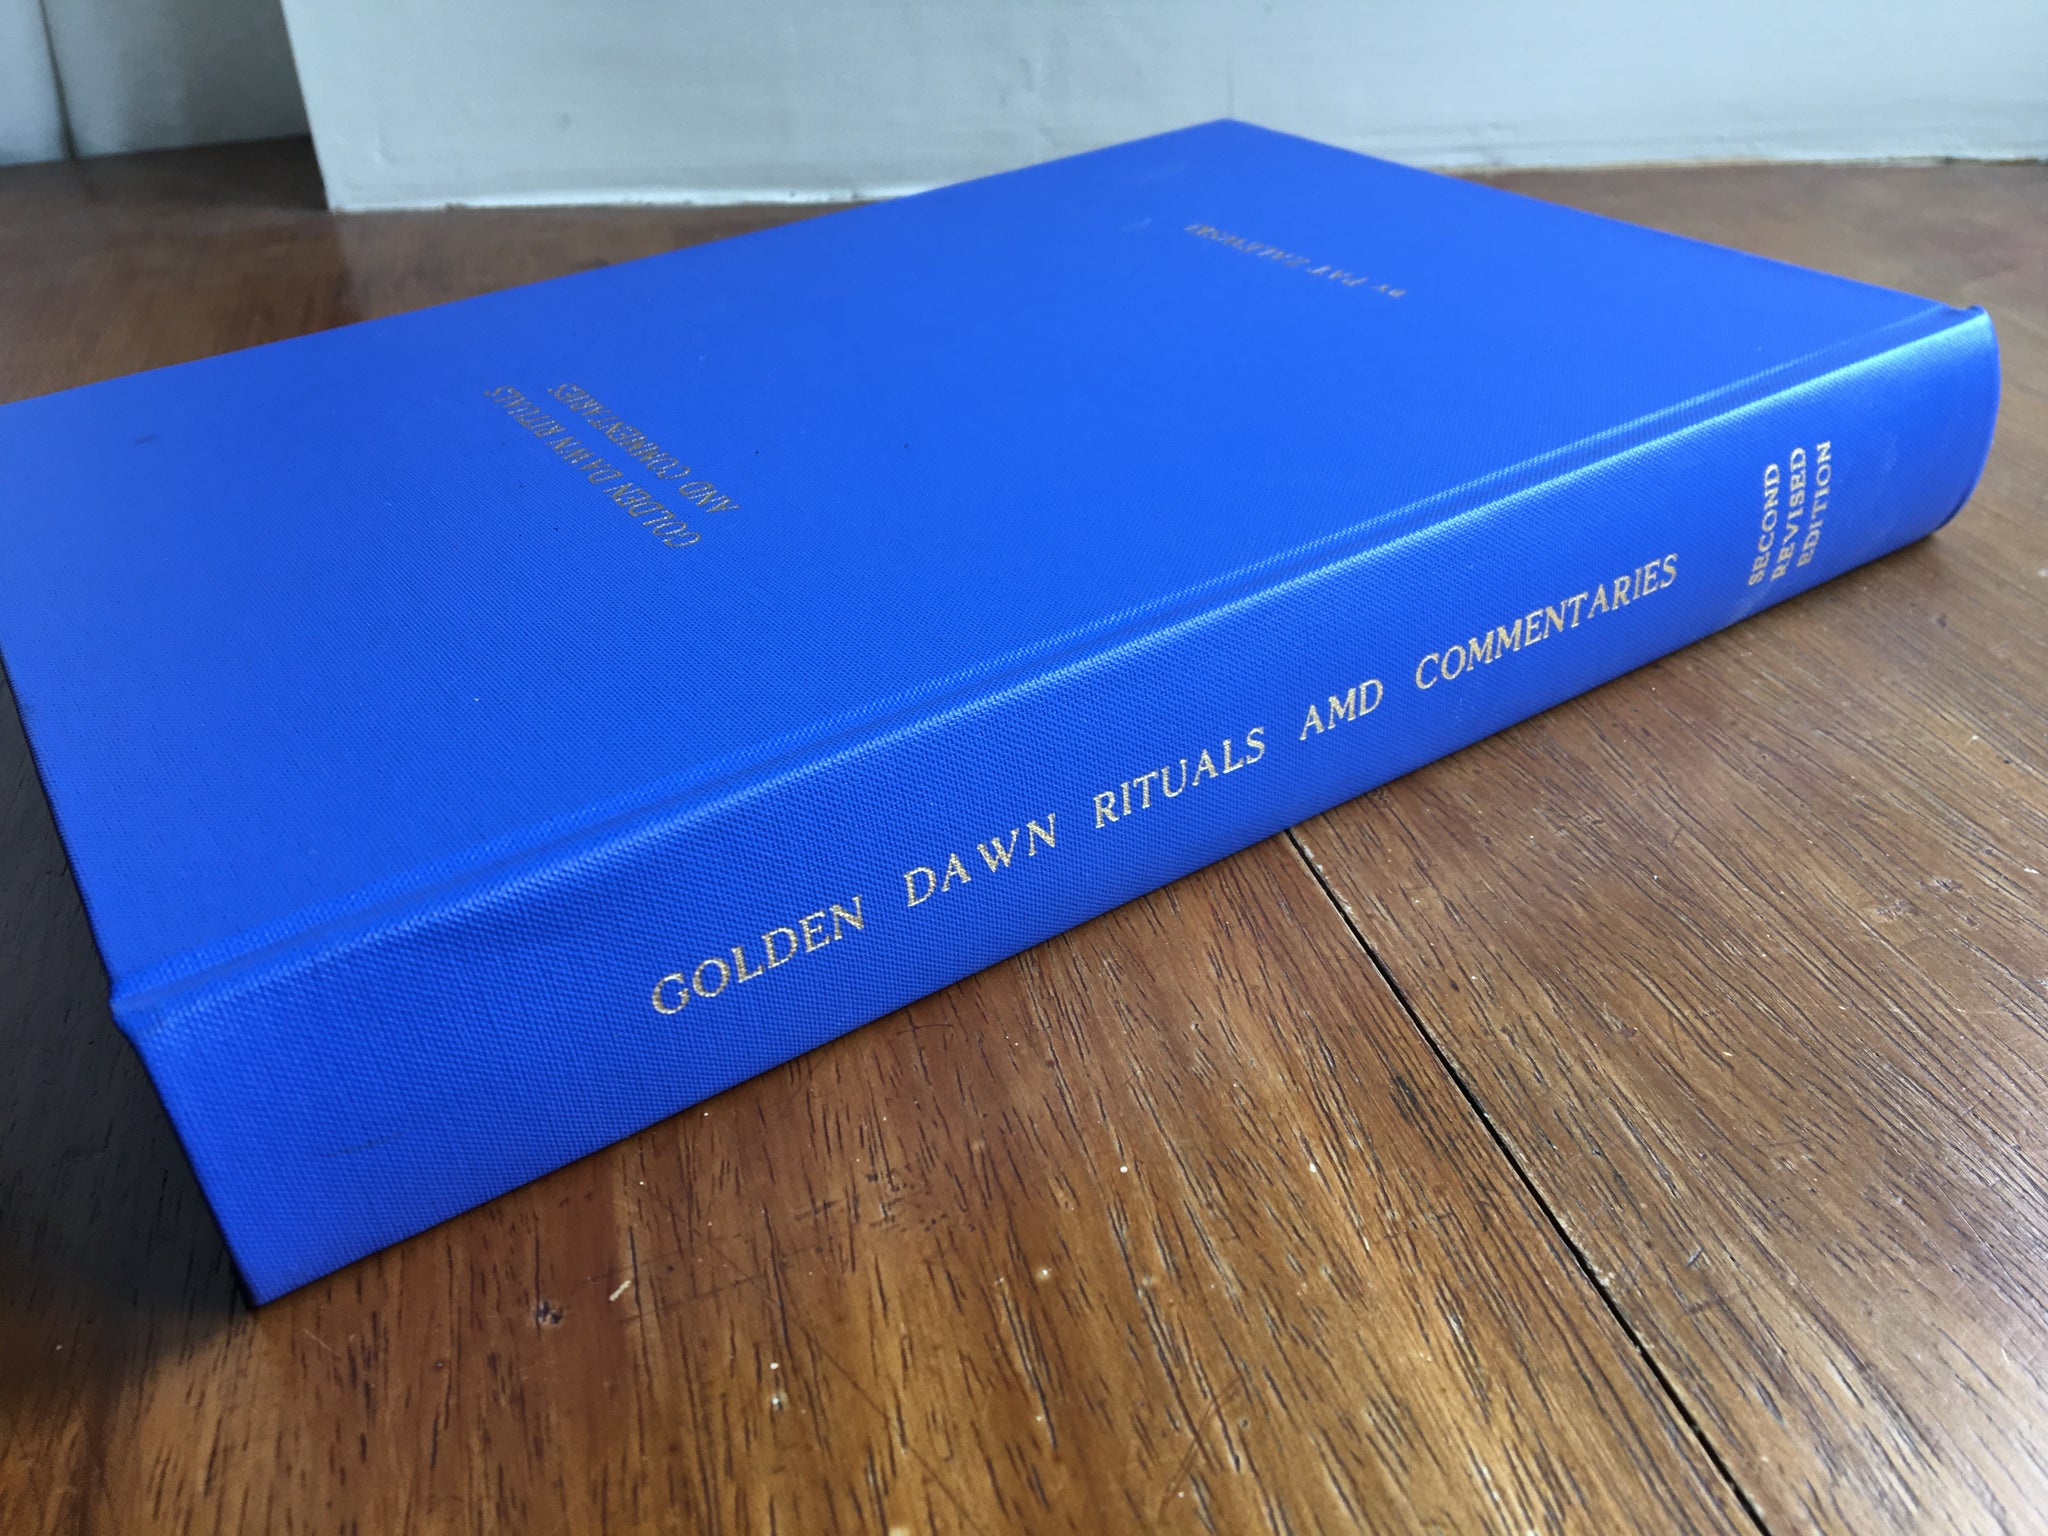 GOLDEN DAWN RITUALS AMD COMMENTARIES
SECOND
REVISED
EDITION
GOLDEN DAWN RITUALS
AND COMMENTARIES
BY PAT ZALEWSKI